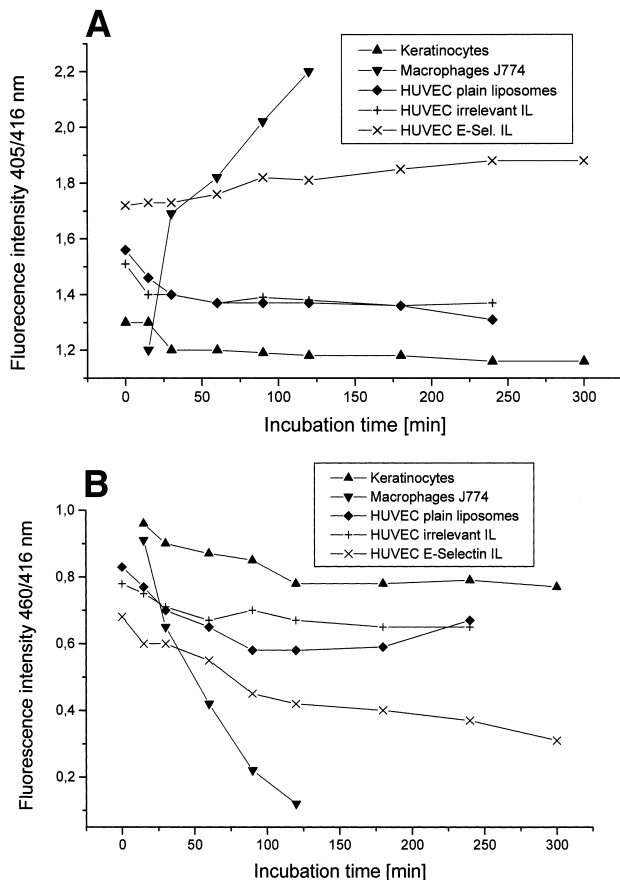 A
Keratinocytes
Macrophages J774
HUVEC plain liposomes
HUVEC irrelevant IL
HUVEC E-Sel. IL
2,2
2,0
1,8
1,6
1,4
1,2
Fluorecence intensity 405/416 nm
0 50 100 150 200 250 300
Incubation time [min]
B
Keratinocytes
Macrophages J774
HUVEC plain liposomes
HUVEC irrelevant IL
HUVEC E-Selectin IL
1,0
0,8
0,6
0,4
0,2
Fluorescence intensity 460/416 nm
0 50 100 150 200 250 300
Incubation time [min]